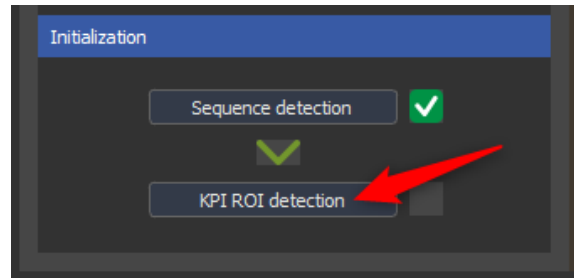 Initialization
Sequence detection
KPI ROI detection